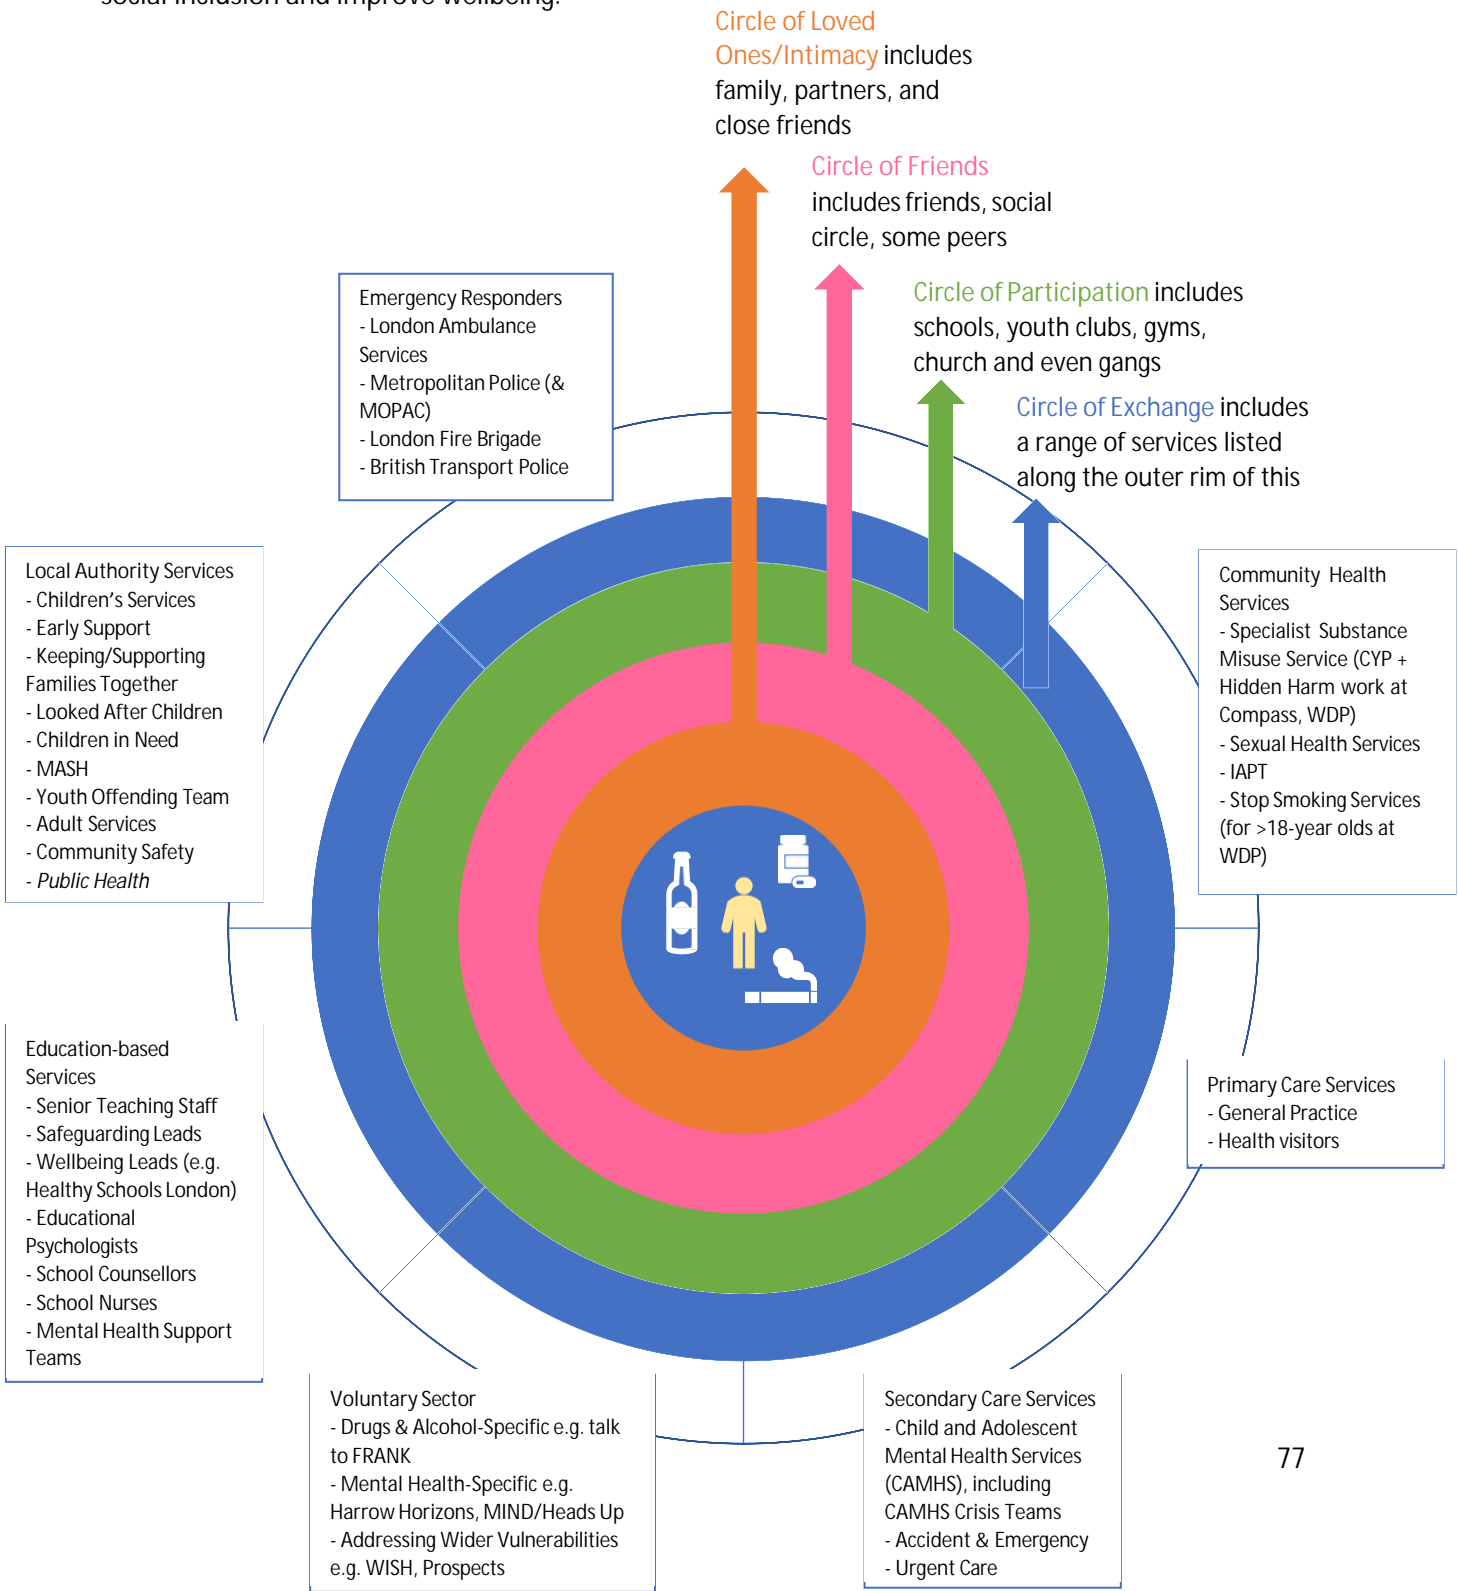 social inclusion and improve wellbeing.
Circle of Loved
Ones/Intimacy includes
family, partners, and
close friends
Circle of Friends
includes friends, social
circle, some peers
Circle of Participation includes
schools, youth clubs, gyms,
church and even gangs
Circle of Exchange includes
a range of services listed
along the outer rim of this
Emergency Responders
- London Ambulance
Services
- Metropolitan Police (&
MOPAC)
- London Fire Brigade
- British Transport Police
Local Authority Services
- Children's Services
- Early Support
- Keeping/Supporting
Families Together
- Looked After Children
- Children in Need
- MASH
- Youth Offending Team
- Adult Services
- Community Safety
- Public Health
Community Health
Services
- Specialist Substance
Misuse Service (CYP +
Hidden Harm work at
Compass, WDP)
- Sexual Health Services
- IAPT
- Stop Smoking Services
(for >18-year olds at
WDP)
Education-based
Services
- Senior Teaching Staff
- Safeguarding Leads
- Wellbeing Leads (e.g.
Healthy Schools London)
- Educational
Psychologists
- School Counsellors
- School Nurses
- Mental Health Support
Teams
Primary Care Services
- General Practice
- Health visitors
Voluntary Sector
- Drugs & Alcohol-Specific e.g. talk
to FRANK
- Mental Health-Specific e.g.
Harrow Horizons, MIND/Heads Up
- Addressing Wider Vulnerabilities
e.g. WISH, Prospects
Secondary Care Services
- Child and Adolescent
Mental Health Services
(CAMHS), including
CAMHS Crisis Teams
- Accident & Emergency
- Urgent Care
77